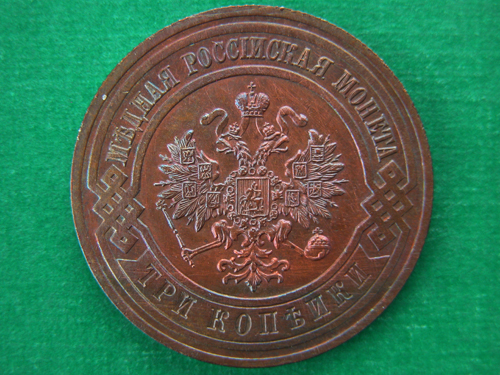 МѢДНАЯ РОССІЙСКАЯ МОНЕТА
ТРИ КОПѢЙКИ